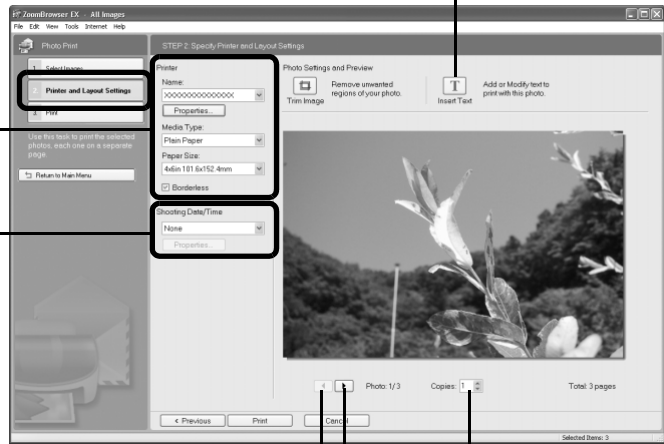 ZoomBrowser EX - All Images
File Edit View Tools Internet Help
Photo Print
STEP 2: Specify Printer and Layout Settings
1. Select Images
2. Printer and Layout Settings
3. Print
Use this task to print the selected
photos, each one on a separate
page.
Return to Main Menu
Printer
Name:
XXXXXXXXXXXXXX
Properties...
Media Type:
Plain Paper
Paper Size:
4x6in 101.6x152.4mm
Borderless
Shooting Date/Time
None
Properties...
Photo Settings and Preview
Trim Image
Remove unwanted
regions of your photo.
T
Insert Text
Add or Modify text to
print with this photo.
Photo: 1/3
Copies: 1
Total: 3 pages
< Previous
Print
Cancel
Selected Items: 3